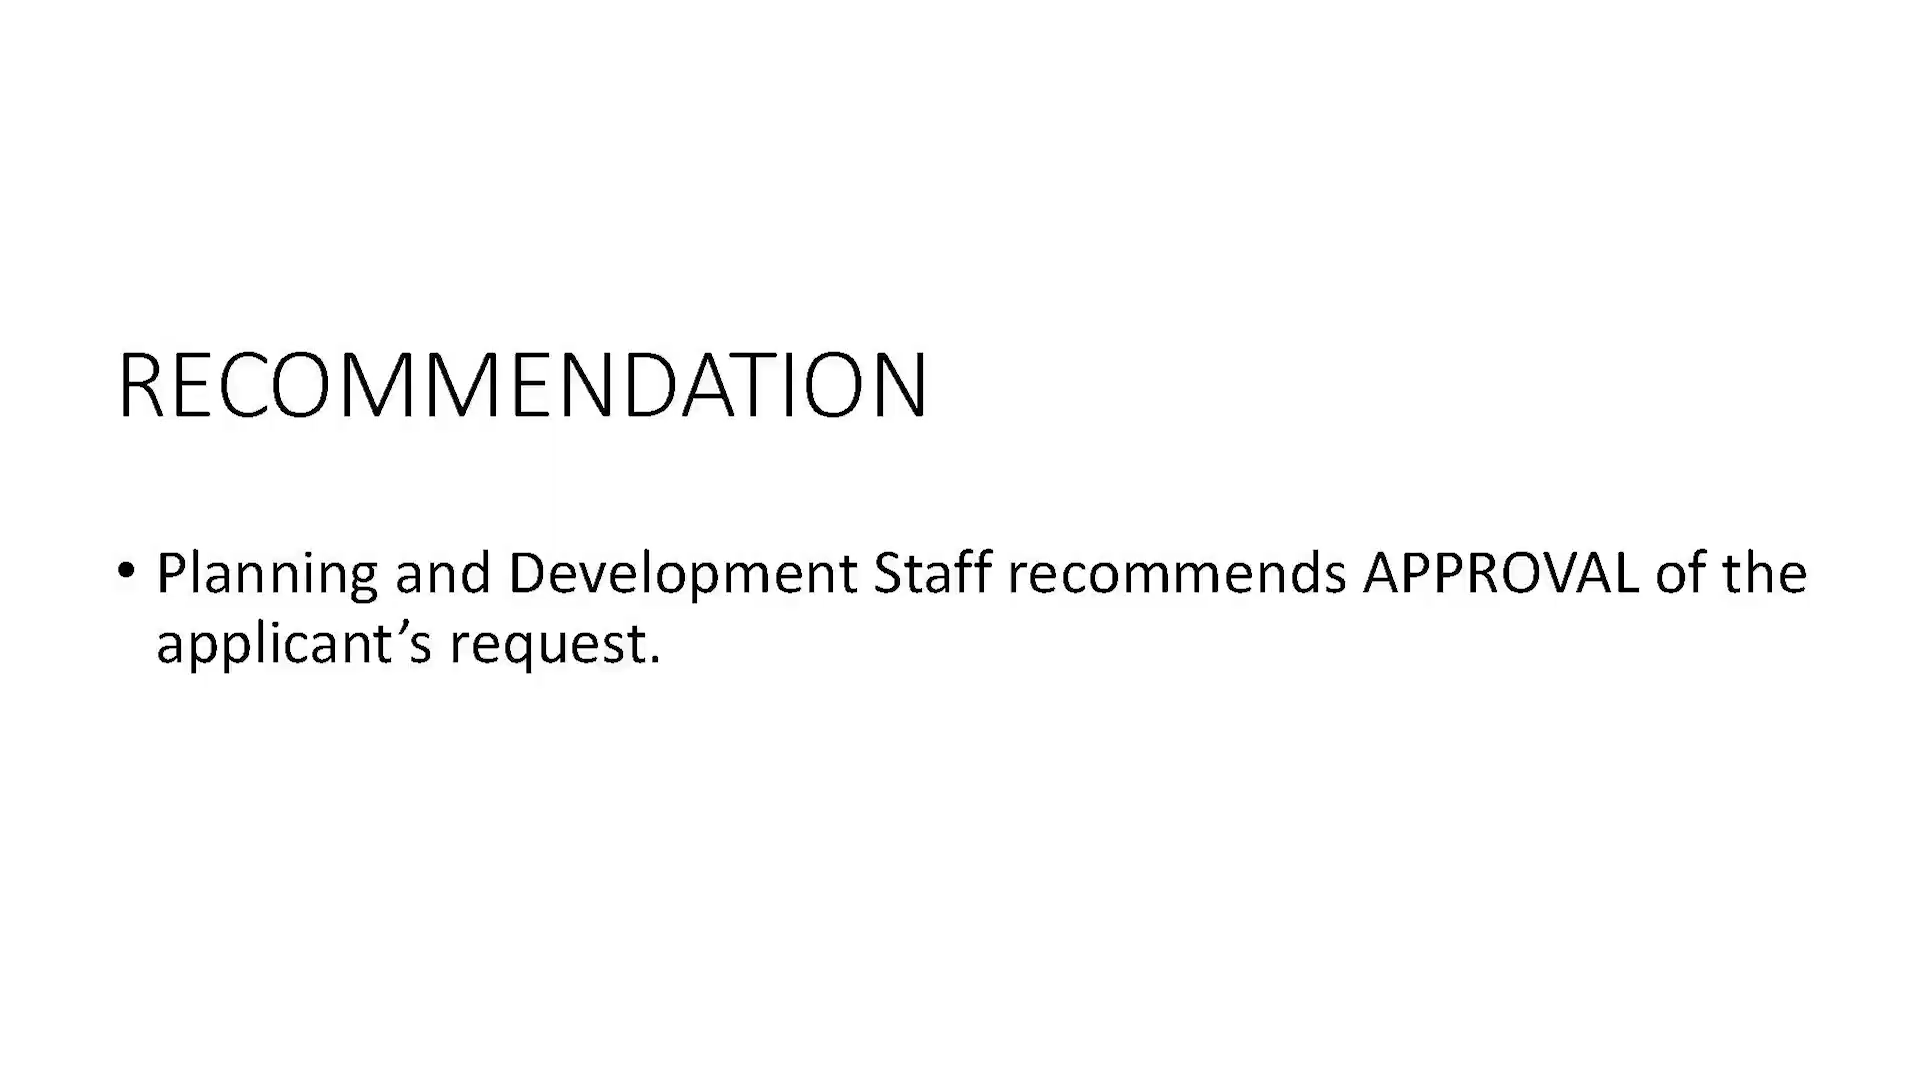 RECOMMENDATION
• Planning and Development Staff recommends APPROVAL of the
applicant’s request.